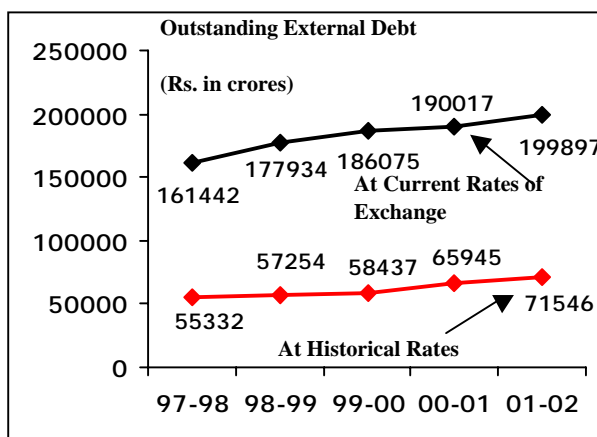 Outstanding External Debt
250000
(Rs. in crores)
200000
190017
177934
186075
199897
150000
161442
At Current Rates of
Exchange
100000
57254
58437
65945
50000
55332
71546
At Historical Rates
0
97-98 98-99 99-00 00-01 01-02